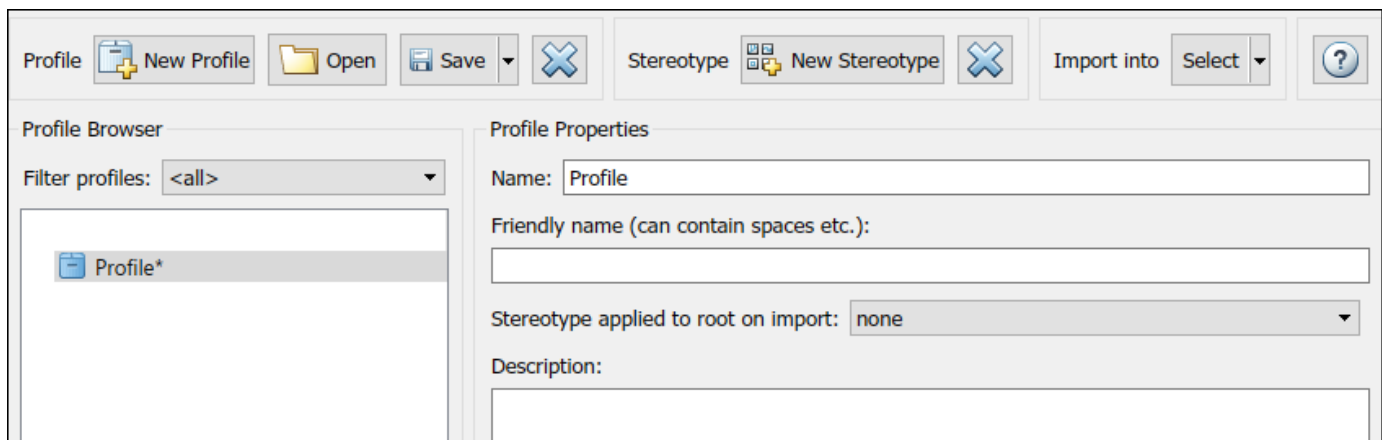 Profile New Profile Open Save Stereotype New Stereotype Import into Select ?
Profile Browser
Filter profiles: <all>
Profile*
Profile Properties
Name: Profile
Friendly name (can contain spaces etc.):
Stereotype applied to root on import: none
Description: